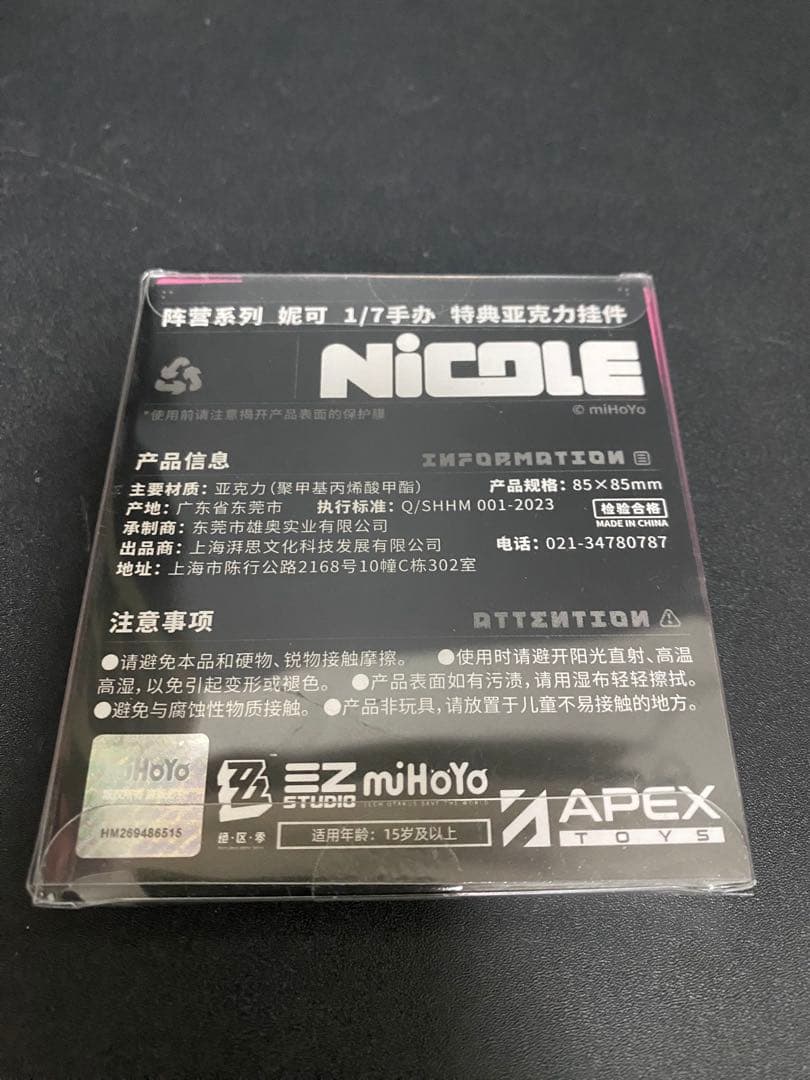 阵营系列 妮可 1/7手办 特典亚克力挂件
NiCOLE
*使用前请注意揭开产品表面的保护膜
© miHoYo
产品信息 INFORMATION
主要材质：亚克力（聚甲基丙烯酸甲酯） 产品规格：85×85mm
产地：广东省东莞市 执行标准：Q/SHHM 001-2023 检验合格
MADE IN CHINA
承制商：东莞市雄奥实业有限公司
出品商：上海湃思文化科技发展有限公司 电话：021-34780787
地址：上海市陈行公路2168号10幢C栋302室
注意事项 ATTENTION
●请避免本品和硬物、锐物接触摩擦。 ●使用时请避开阳光直射、高温
高湿，以免引起变形或褪色。 ●产品表面如有污渍，请用湿布轻轻擦拭。
●避免与腐蚀性物质接触。 ●产品非玩具，请放置于儿童不易接触的地方。
miHoYo
HM269486515
绝·区·零
STUDIO
miHoYo
TECH OTAKUS SAVE THE WORLD
适用年龄：15岁及以上
APEX
TOYS